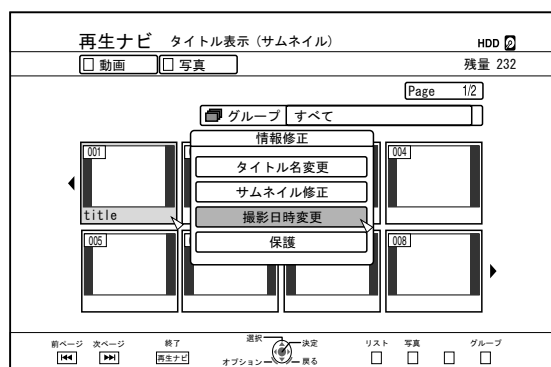 再生ナビ タイトル表示（サムネイル） HDD
□ 動画 □ 写真 残量 232
Page 1/2
グループ すべて
情報修正
001
004
タイトル名変更
サムネイル修正
title
撮影日時変更
005
保護
008
前ページ 次ページ 終了 選択 決定 リスト 写真 グループ
再生ナビ オプション 戻る